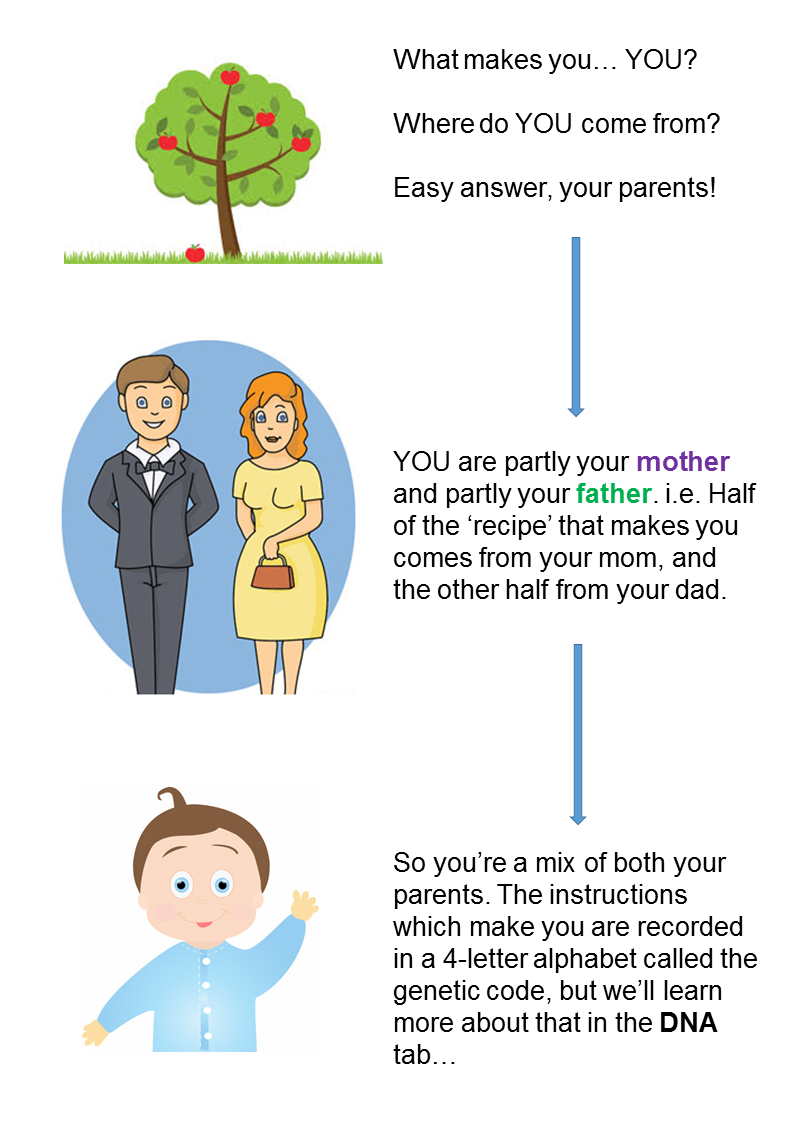 What makes you… YOU?
Where do YOU come from?
Easy answer, your parents!
YOU are partly your mother
and partly your father. i.e. Half
of the ‘recipe’ that makes you
comes from your mom, and
the other half from your dad.
So you’re a mix of both your
parents. The instructions
which make you are recorded
in a 4-letter alphabet called the
genetic code, but we’ll learn
more about that in the DNA
tab…